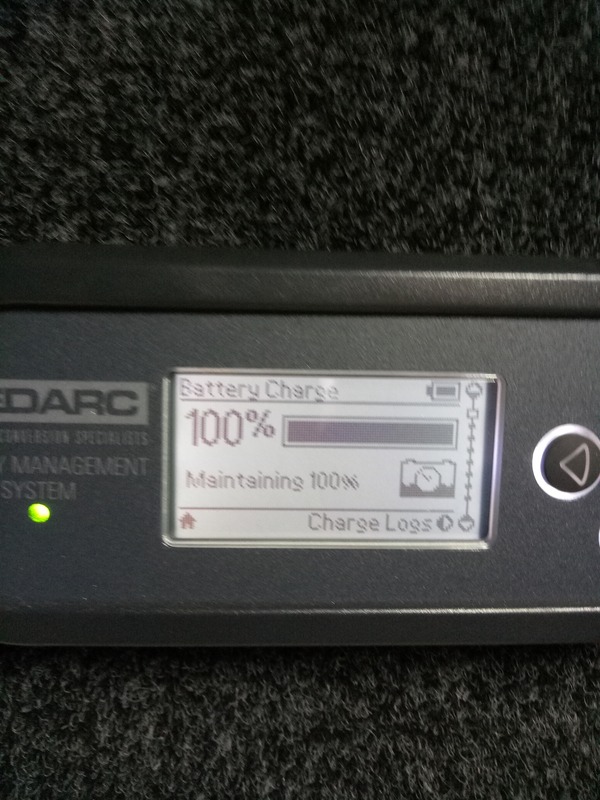 EDARC
CONVERSION SPECIALISTS
Y MANAGEMENT
SYSTEM
Battery Charge
100%
Maintaining 100%
Charge Logs